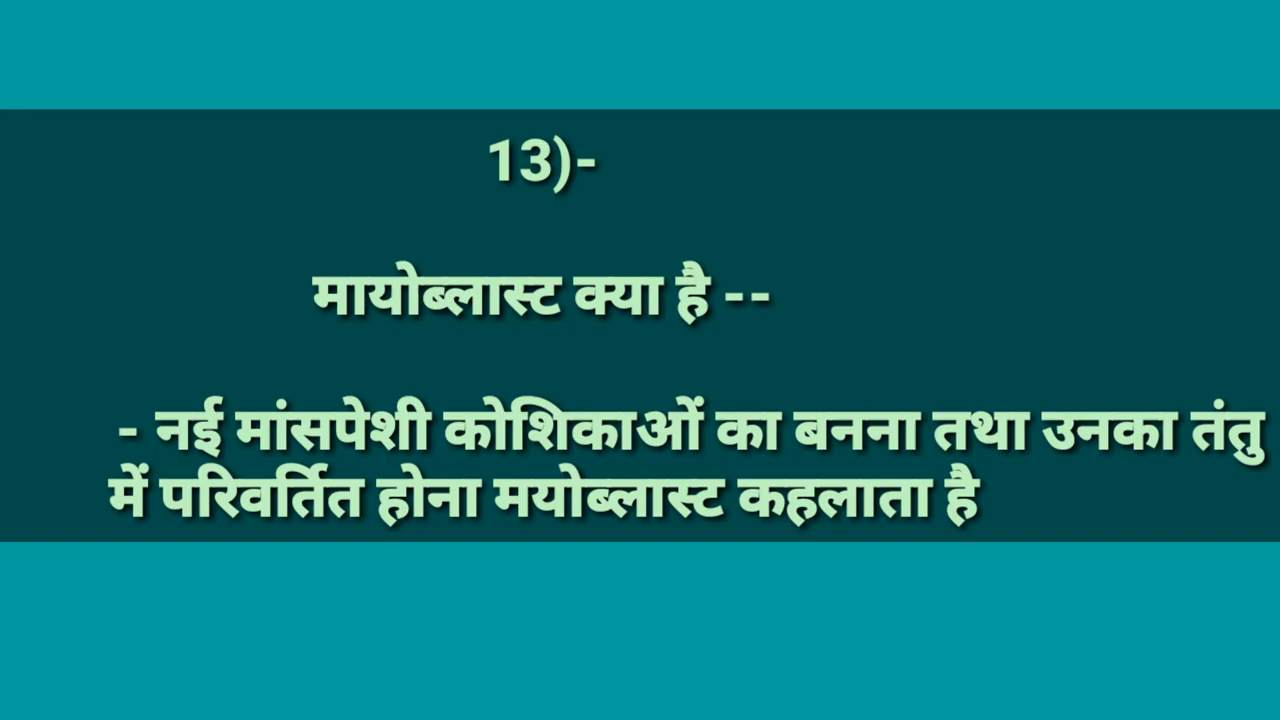 13)-
मायोब्लास्ट क्या है --
- नई मांसपेशी कोशिकाओं का बनना तथा उनका तंतु
में परिवर्तित होना मयोब्लास्ट कहलाता है